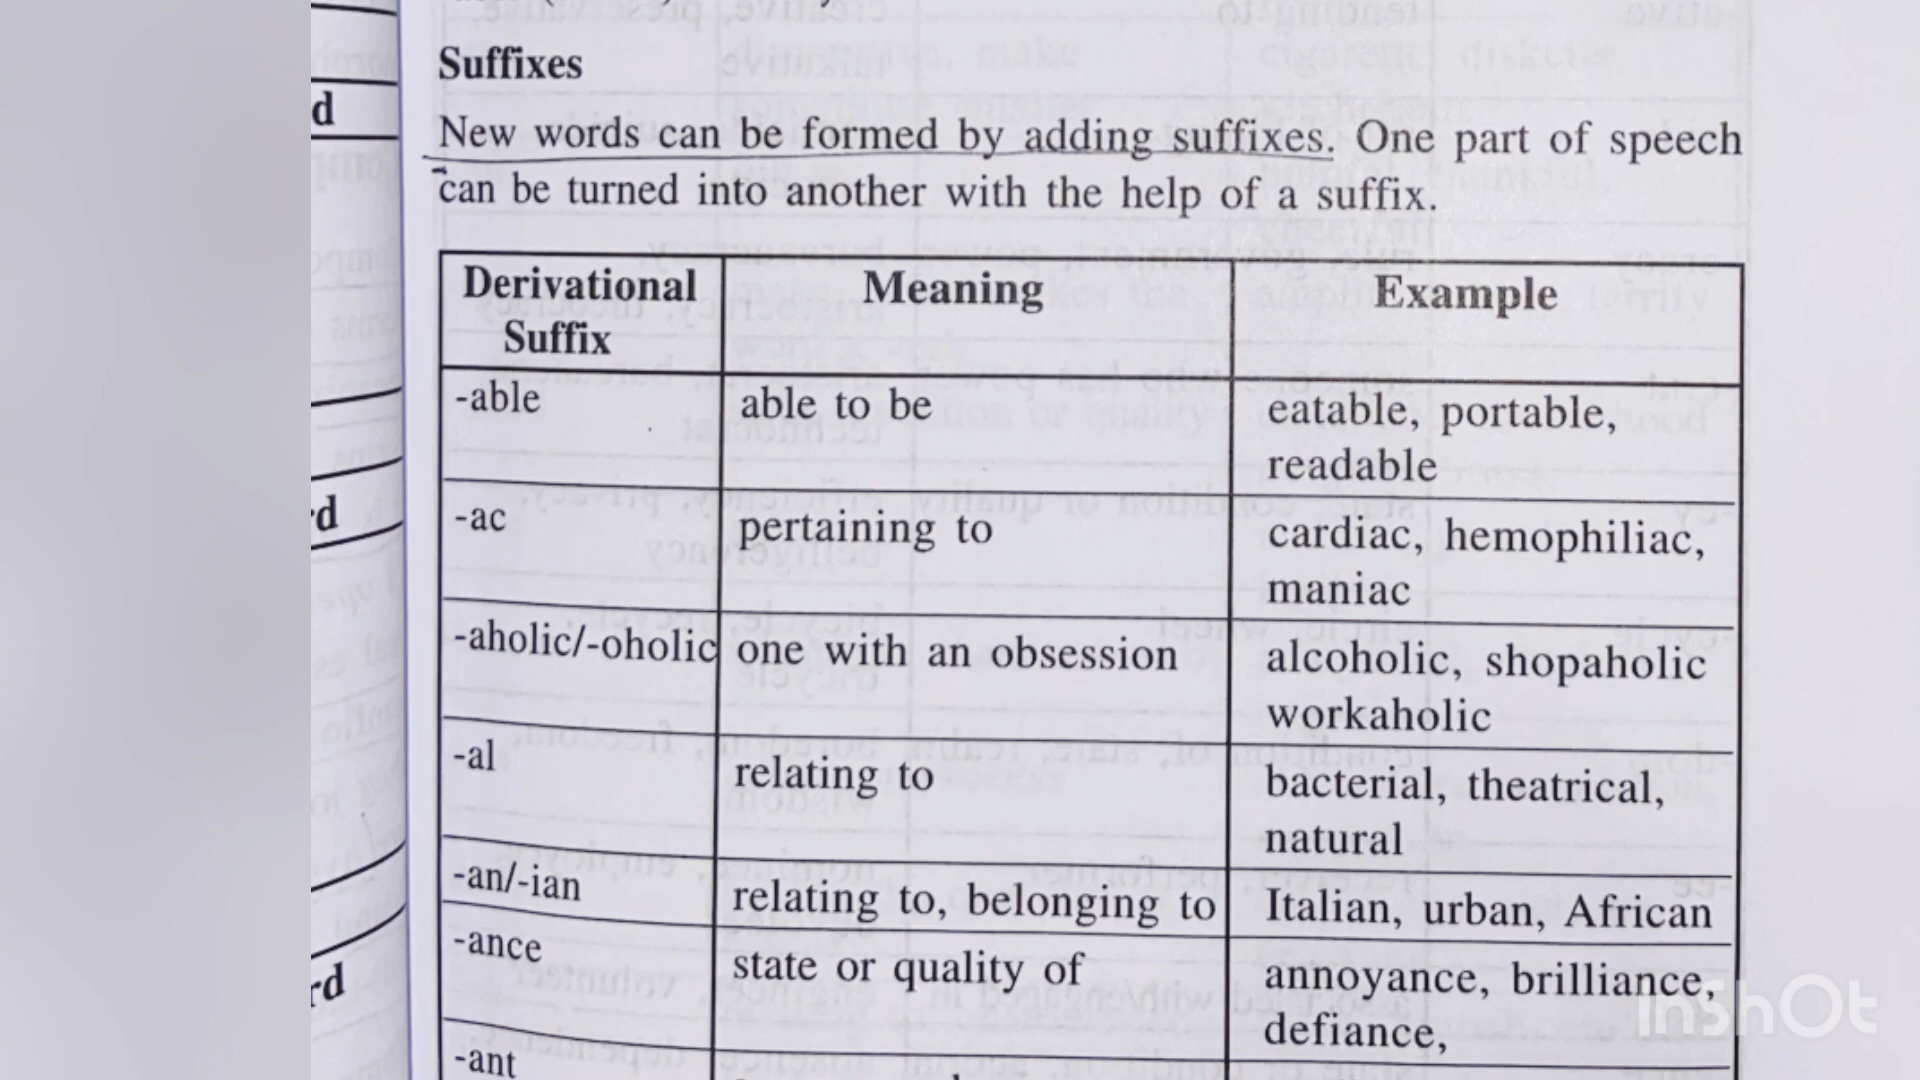 d
rd
rd
Suffixes
New words can be formed by adding suffixes. One part of speech
can be turned into another with the help of a suffix.
Derivational Suffix | Meaning | Example
-able | able to be | eatable, portable, readable
-ac | pertaining to | cardiac, hemophiliac, maniac
-aholic/-oholic | one with an obsession | alcoholic, shopaholic workaholic
-al | relating to | bacterial, theatrical, natural
-an/-ian | relating to, belonging to | Italian, urban, African
-ance | state or quality of | annoyance, brilliance, defiance,
-ant
InShOt